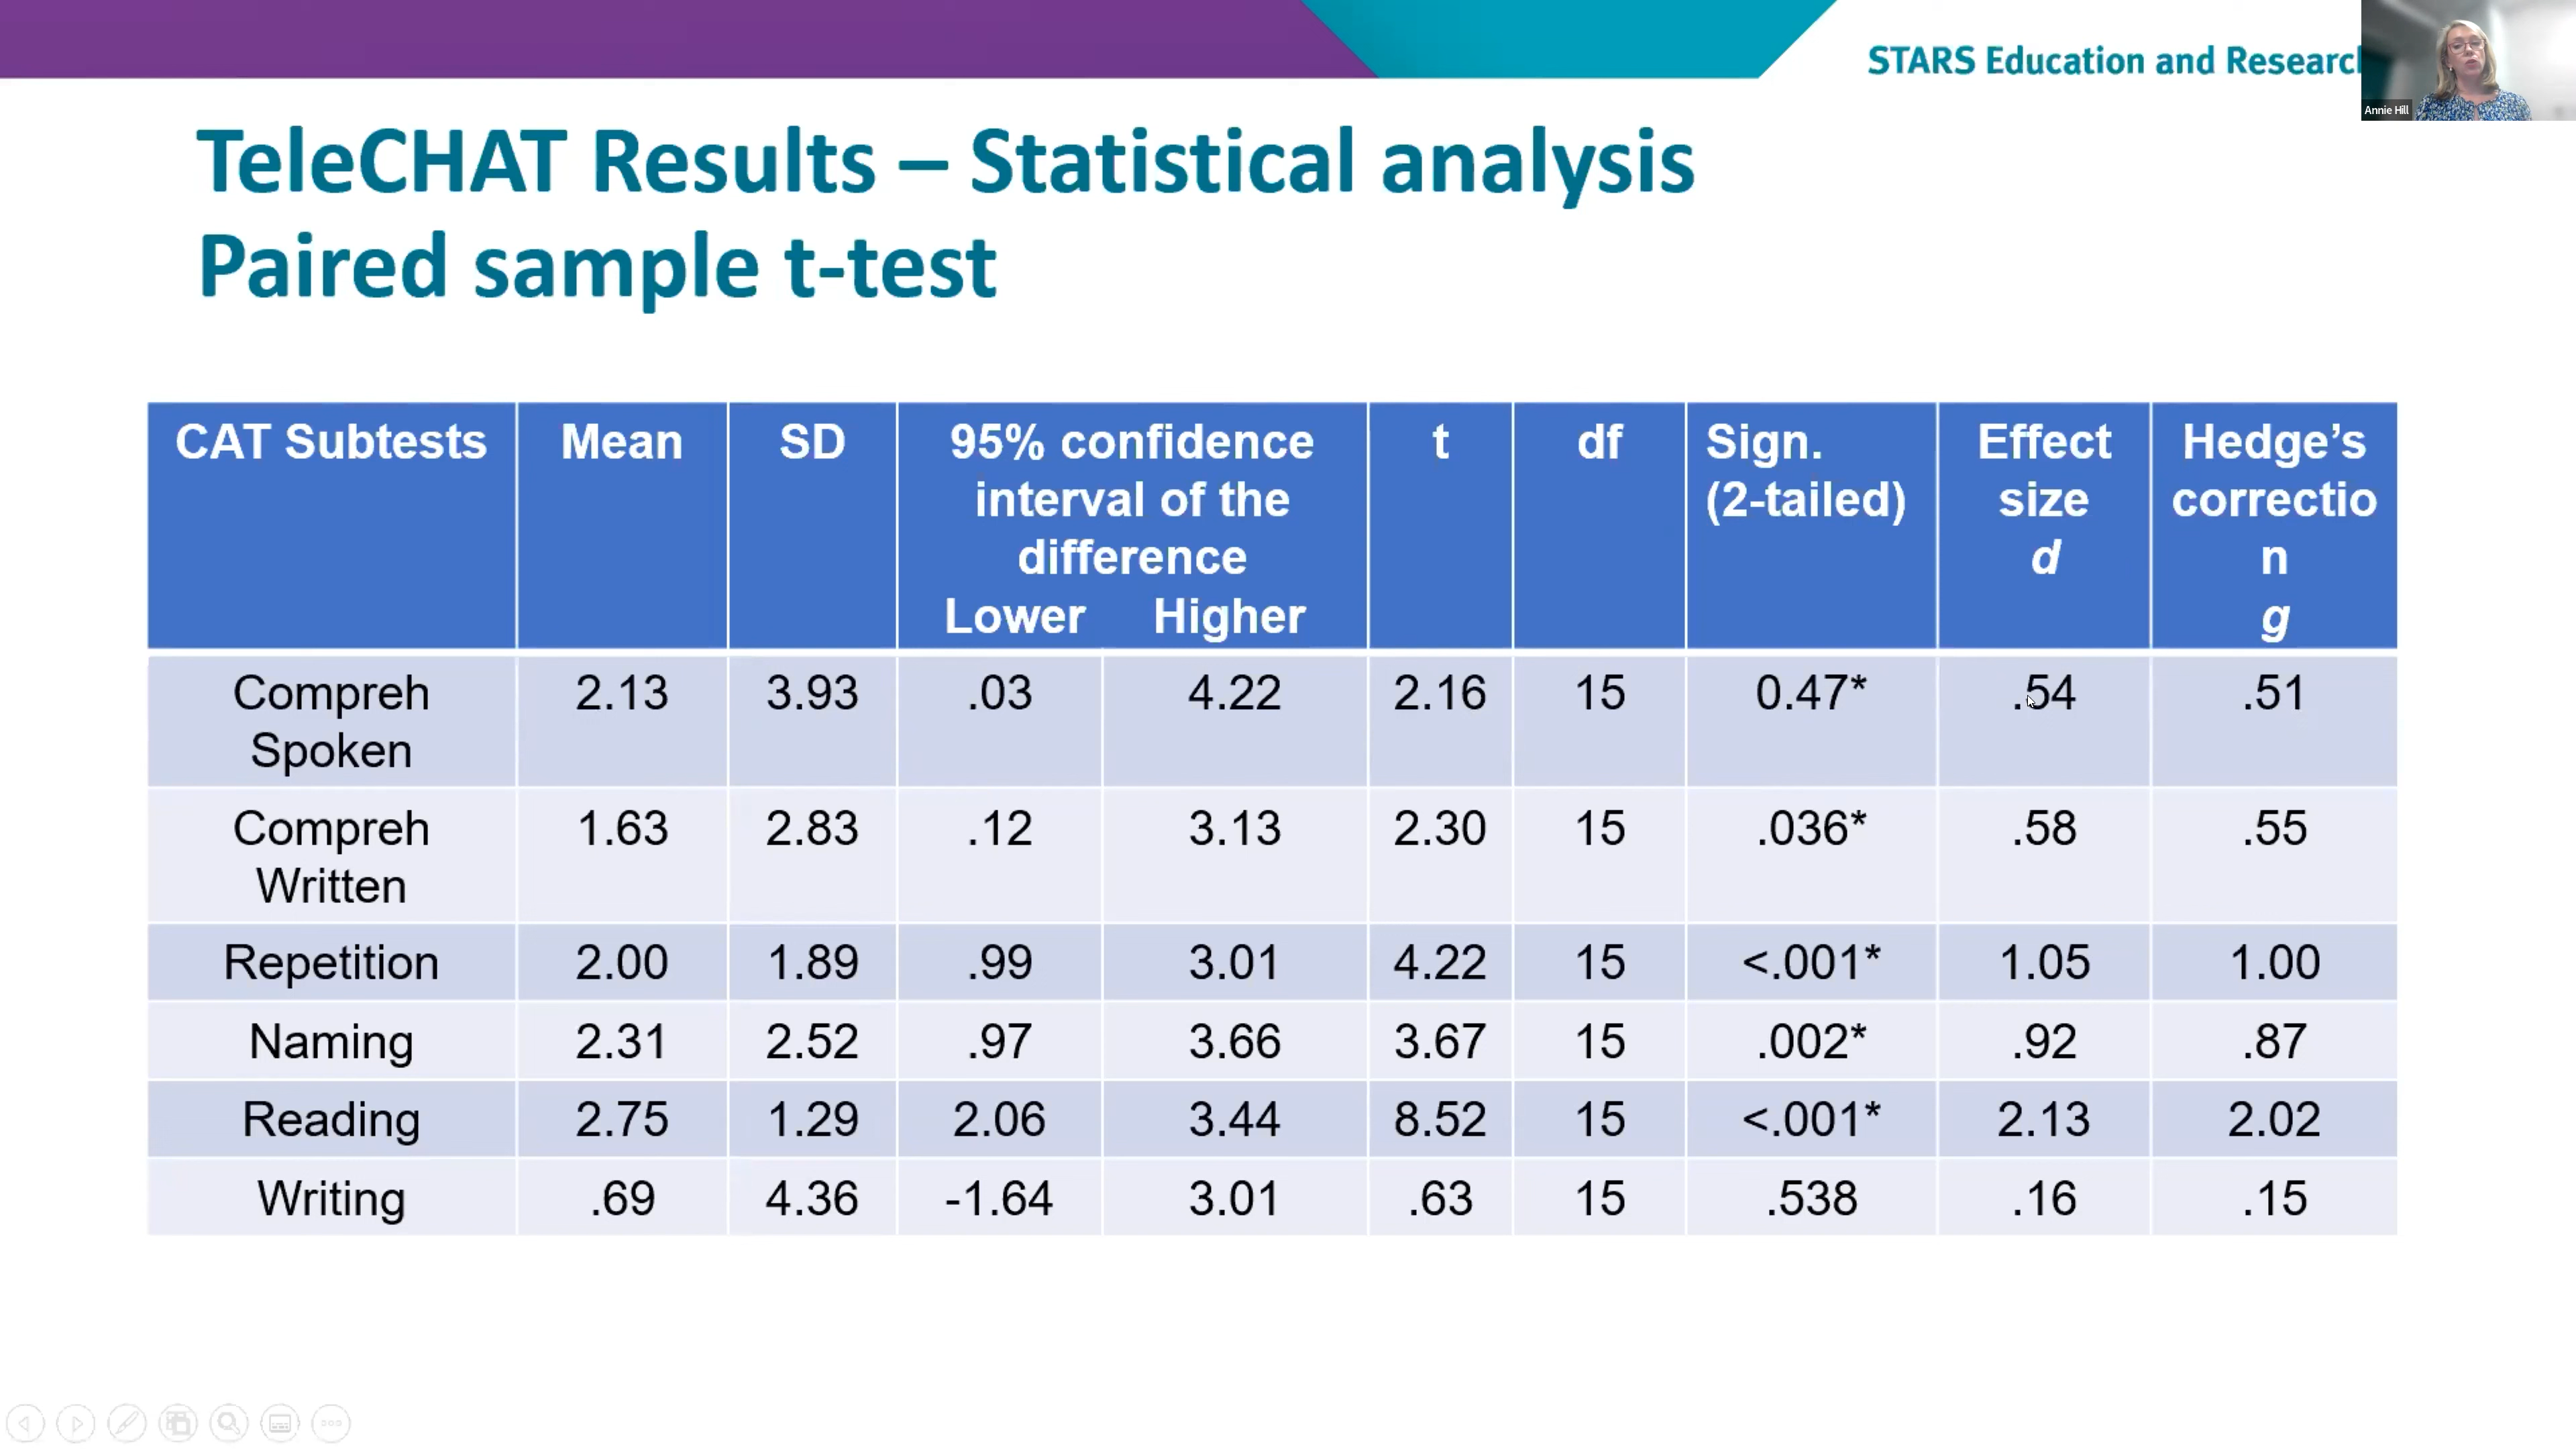 STARS Education and Research
Annie Hill
TeleCHAT Results – Statistical analysis
Paired sample t-test
CAT Subtests Mean SD 95% confidence interval of the difference Lower Higher t df Sign. (2-tailed) Effect size d Hedge's correction g
Compreh Spoken 2.13 3.93 .03 4.22 2.16 15 0.47* .54 .51
Compreh Written 1.63 2.83 .12 3.13 2.30 15 .036* .58 .55
Repetition 2.00 1.89 .99 3.01 4.22 15 <.001* 1.05 1.00
Naming 2.31 2.52 .97 3.66 3.67 15 .002* .92 .87
Reading 2.75 1.29 2.06 3.44 8.52 15 <.001* 2.13 2.02
Writing .69 4.36 -1.64 3.01 .63 15 .538 .16 .15